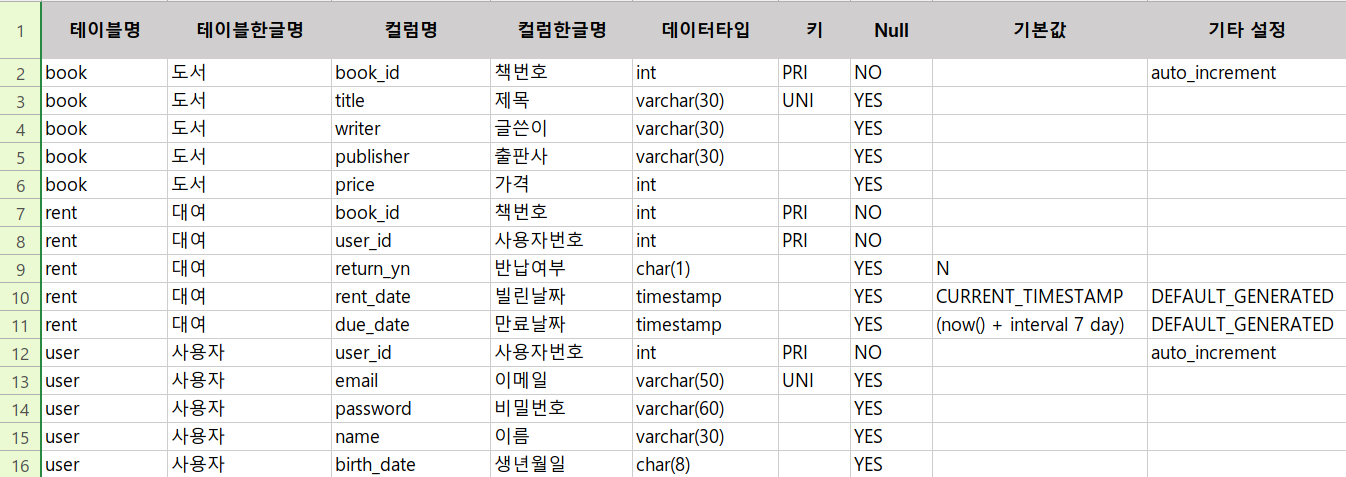 1 테이블명 테이블한글명 컬럼명 컬럼한글명 데이터타입 키 Null 기본값 기타 설정
2 book 도서 book_id 책번호 int PRI NO auto_increment
3 book 도서 title 제목 varchar(30) UNI YES
4 book 도서 writer 글쓴이 varchar(30) YES
5 book 도서 publisher 출판사 varchar(30) YES
6 book 도서 price 가격 int YES
7 rent 대여 book_id 책번호 int PRI NO
8 rent 대여 user_id 사용자번호 int PRI NO
9 rent 대여 return_yn 반납여부 char(1) YES N
10 rent 대여 rent_date 빌린날짜 timestamp YES CURRENT_TIMESTAMP DEFAULT_GENERATED
11 rent 대여 due_date 만료날짜 timestamp YES (now() + interval 7 day) DEFAULT_GENERATED
12 user 사용자 user_id 사용자번호 int PRI NO auto_increment
13 user 사용자 email 이메일 varchar(50) UNI YES
14 user 사용자 password 비밀번호 varchar(60) YES
15 user 사용자 name 이름 varchar(30) YES
16 user 사용자 birth_date 생년월일 char(8) YES